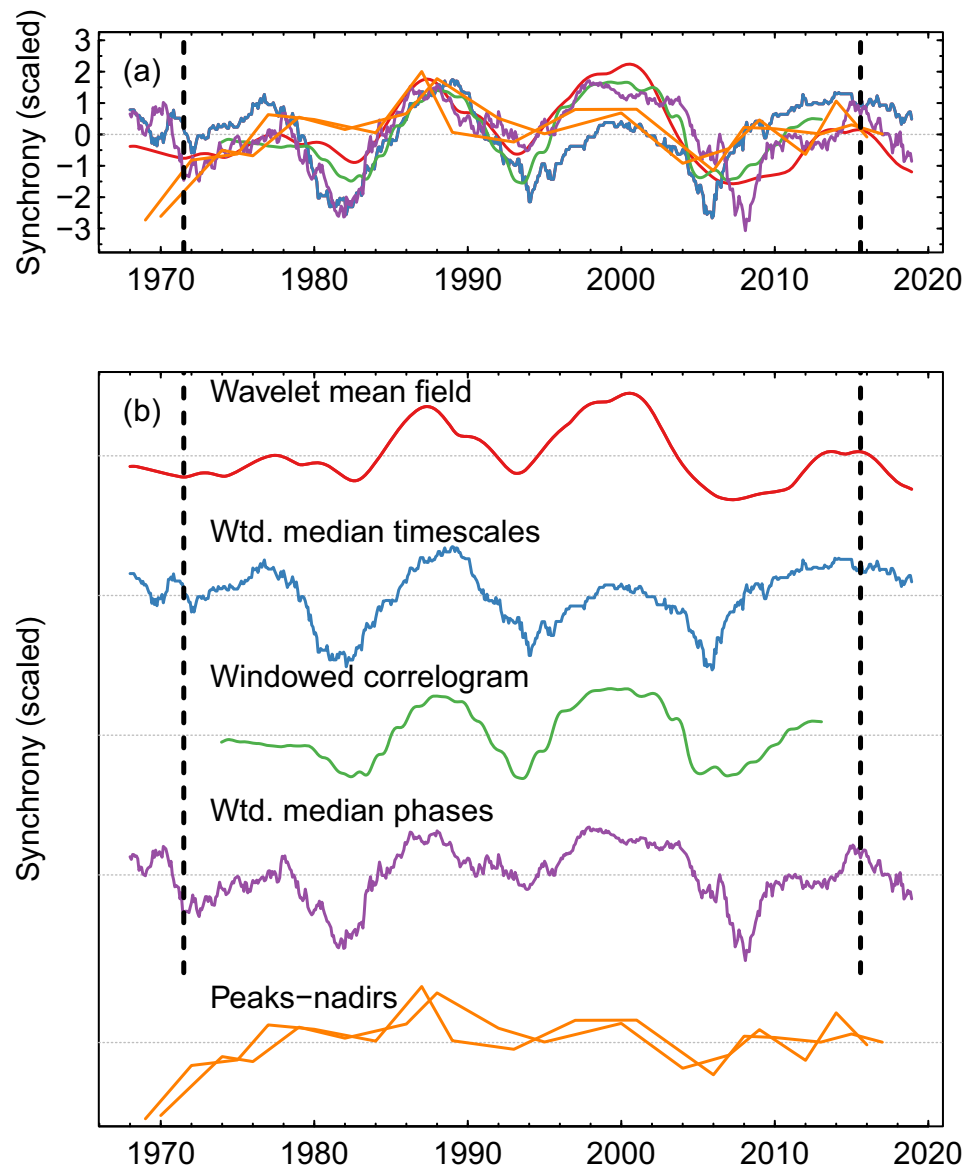 Synchrony (scaled)
(a)
3
2
1
0
−1
−2
−3
1970 1980 1990 2000 2010 2020
Synchrony (scaled)
(b)
Wavelet mean field
Wtd. median timescales
Windowed correlogram
Wtd. median phases
Peaks−nadirs
1970 1980 1990 2000 2010 2020